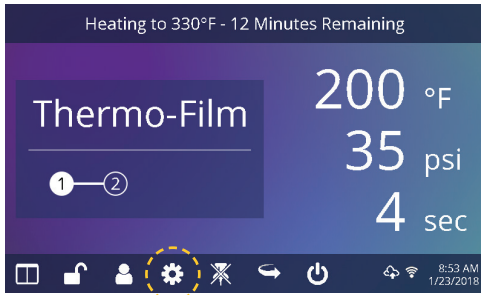 Heating to 330°F - 12 Minutes Remaining
Thermo-Film
1 2
200 °F
35 psi
4 sec
8:53 AM
1/23/2018